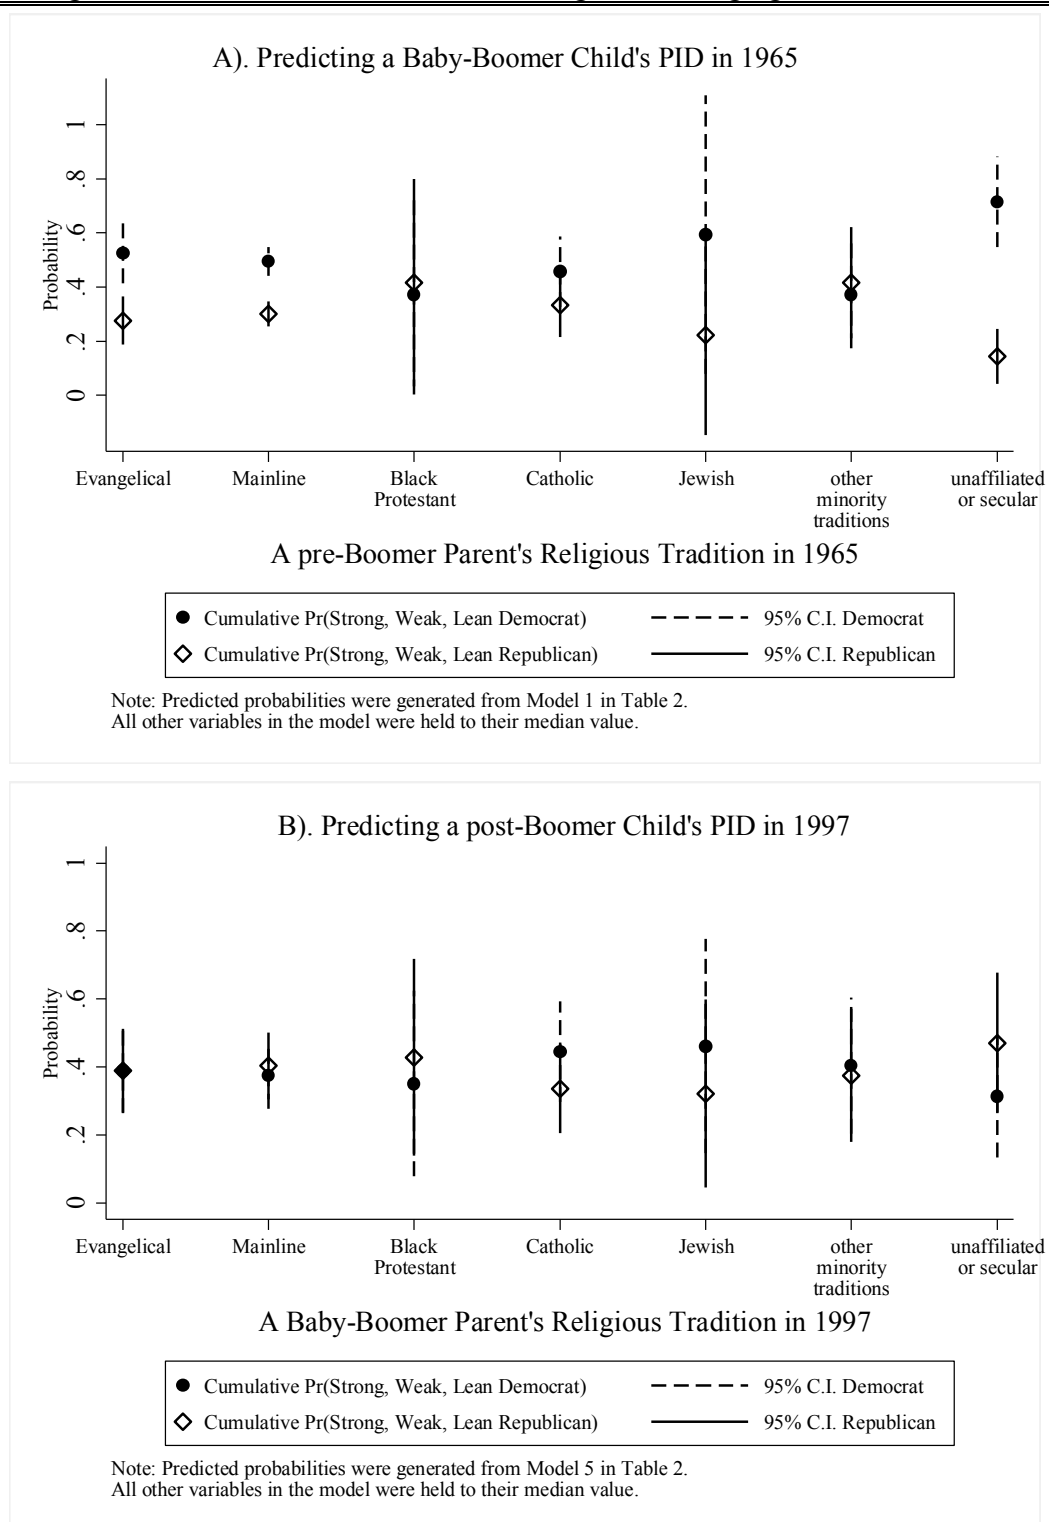 A). Predicting a Baby-Boomer Child's PID in 1965
Probability
1
.8
.6
.4
.2
0
Evangelical
Mainline
Black
Protestant
Catholic
Jewish
other
minority
traditions
unaffiliated
or secular
A pre-Boomer Parent's Religious Tradition in 1965
Cumulative Pr(Strong, Weak, Lean Democrat)
95% C.I. Democrat
Cumulative Pr(Strong, Weak, Lean Republican)
95% C.I. Republican
Note: Predicted probabilities were generated from Model 1 in Table 2.
All other variables in the model were held to their median value.
B). Predicting a post-Boomer Child's PID in 1997
Probability
1
.8
.6
.4
.2
0
Evangelical
Mainline
Black
Protestant
Catholic
Jewish
other
minority
traditions
unaffiliated
or secular
A Baby-Boomer Parent's Religious Tradition in 1997
Cumulative Pr(Strong, Weak, Lean Democrat)
95% C.I. Democrat
Cumulative Pr(Strong, Weak, Lean Republican)
95% C.I. Republican
Note: Predicted probabilities were generated from Model 5 in Table 2.
All other variables in the model were held to their median value.